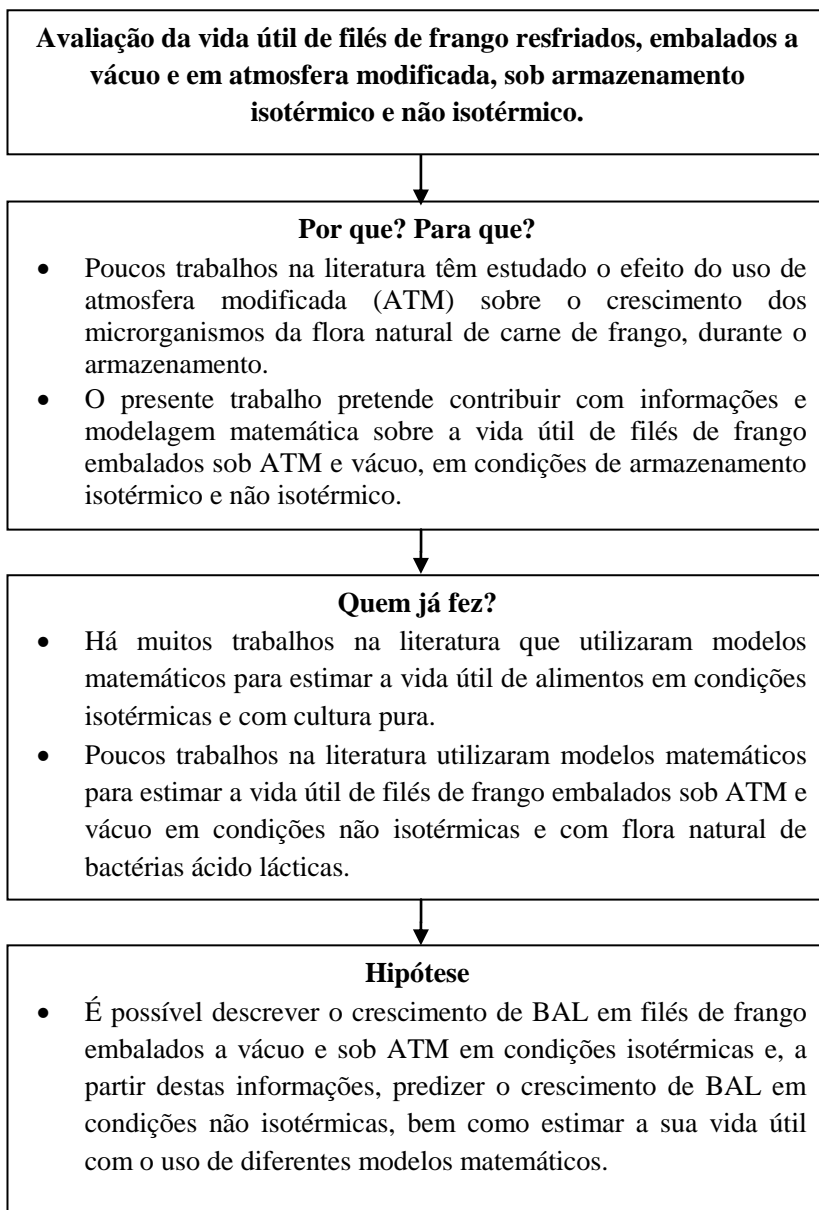 Avaliação da vida útil de filés de frango resfriados, embalados a
vácuo e em atmosfera modificada, sob armazenamento
isotérmico e não isotérmico.
Por que? Para que?
• Poucos trabalhos na literatura têm estudado o efeito do uso de
atmosfera modificada (ATM) sobre o crescimento dos
microrganismos da flora natural de carne de frango, durante o
armazenamento.
• O presente trabalho pretende contribuir com informações e
modelagem matemática sobre a vida útil de filés de frango
embalados sob ATM e vácuo, em condições de armazenamento
isotérmico e não isotérmico.
Quem já fez?
• Há muitos trabalhos na literatura que utilizaram modelos
matemáticos para estimar a vida útil de alimentos em condições
isotérmicas e com cultura pura.
• Poucos trabalhos na literatura utilizaram modelos matemáticos
para estimar a vida útil de filés de frango embalados sob ATM e
vácuo em condições não isotérmicas e com flora natural de
bactérias ácido lácticas.
Hipótese
• É possível descrever o crescimento de BAL em filés de frango
embalados a vácuo e sob ATM em condições isotérmicas e, a
partir destas informações, predizer o crescimento de BAL em
condições não isotérmicas, bem como estimar a sua vida útil
com o uso de diferentes modelos matemáticos.